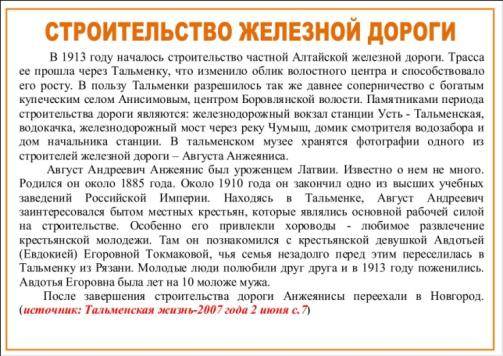 СТРОИТЕЛЬСТВО ЖЕЛЕЗНОЙ ДОРОГИ
В 1913 году началось строительство частной Алтайской железной дороги. Трасса
ее прошла через Тальменку, что изменило облик волостного центра и способствовало
его росту. В пользу Тальменки разрешилось так же давнее соперничество с богатым
купеческим селом Анисимовым, центром Боровлянской волости. Памятниками периода
строительства дороги являются: железнодорожный вокзал станции Усть - Тальменская,
водокачка, железнодорожный мост через реку Чумыш, домик смотрителя водозабора и
дом начальника станции. В тальменском музее хранятся фотографии одного из
строителей железной дороги – Августа Анжеяниса.
Август Андреевич Анжеянис был уроженцем Латвии. Известно о нем не много.
Родился он около 1885 года. Около 1910 года он закончил одно из высших учебных
заведений Российской Империи. Находясь в Тальменке, Август Андреевич
заинтересовался бытом местных крестьян, которые являлись основной рабочей силой
на строительстве. Особенно его привлекли хороводы - любимое развлечение
крестьянской молодежи. Там он познакомился с крестьянской девушкой Авдотьей
(Евдокией) Егоровной Токмаковой, чья семья незадолго перед этим переселилась в
Тальменку из Рязани. Молодые люди полюбили друг друга и в 1913 году поженились.
Авдотья Егоровна была лет на 10 моложе мужа.
После завершения строительства дороги Анжеянисы переехали в Новгород.
(источник: Тальменская жизнь-2007 года 2 июня с.7)